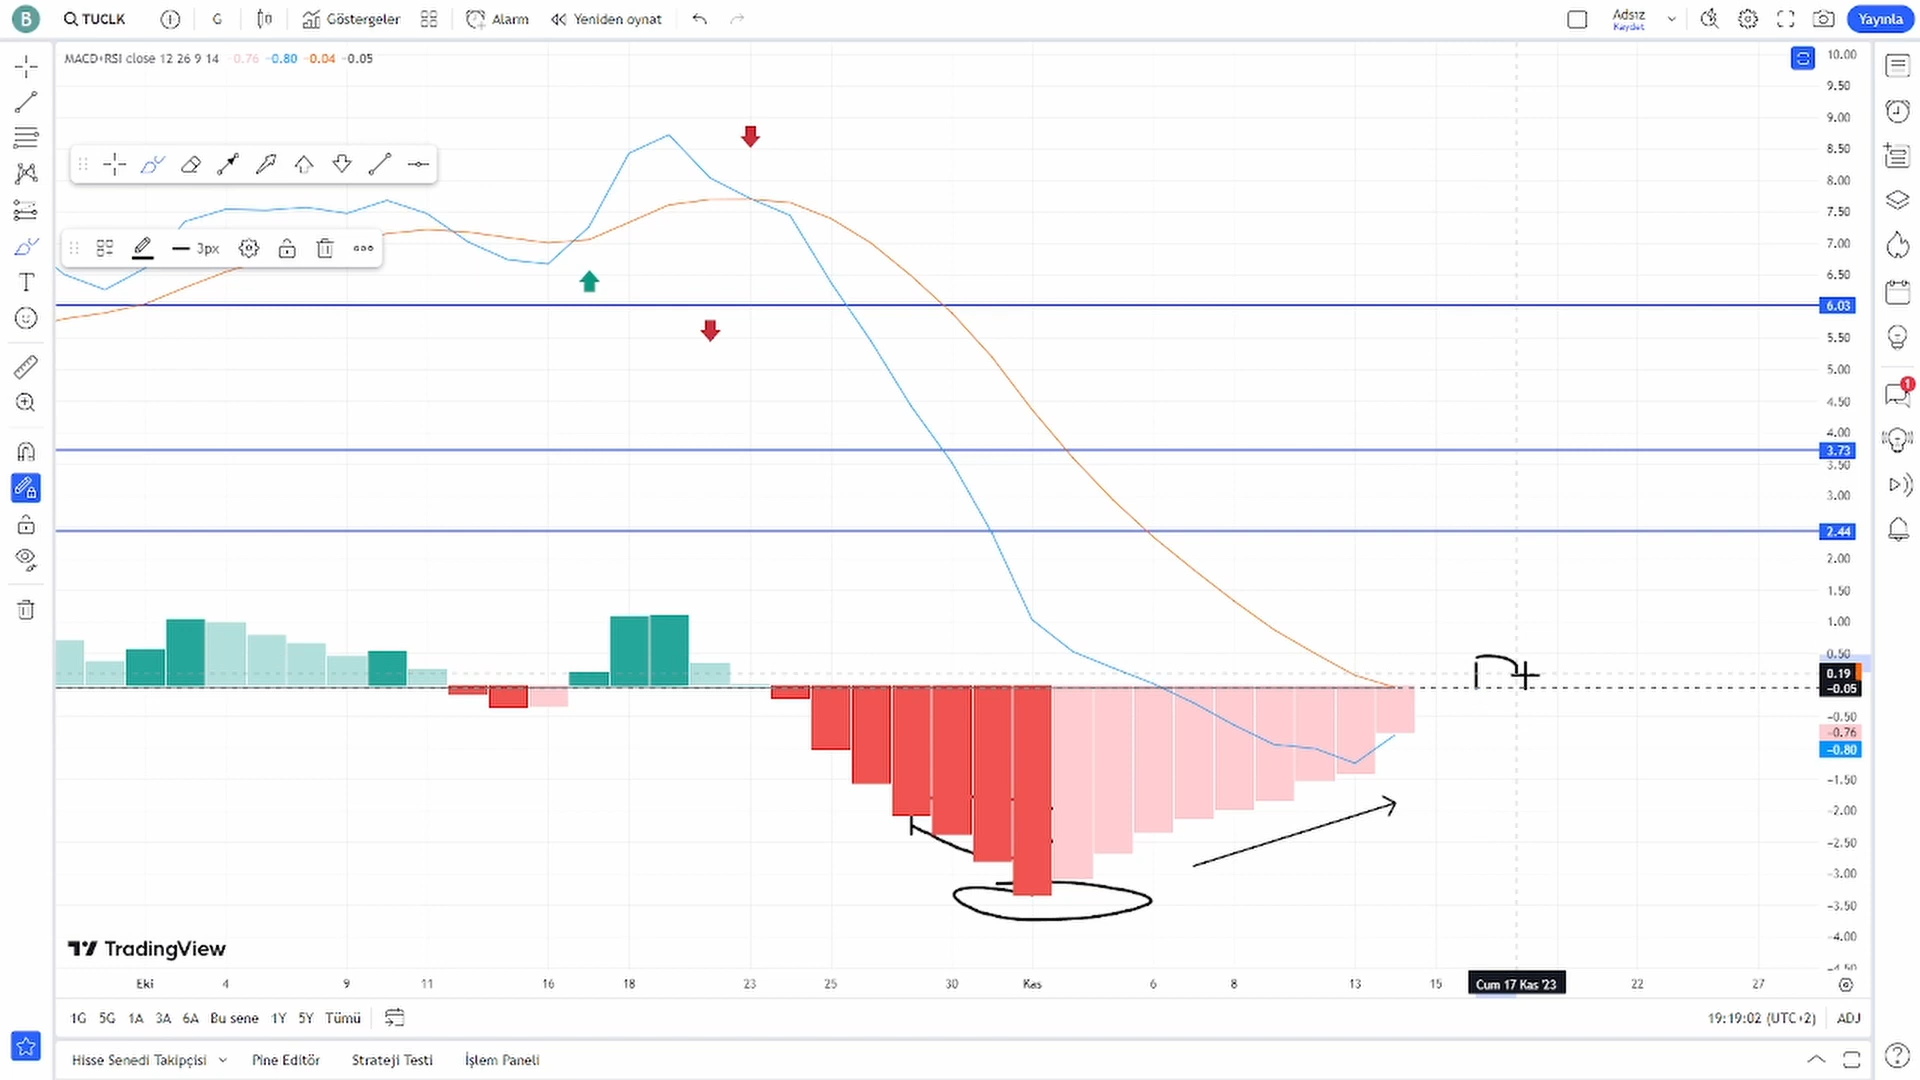 B
TUCLK
G
Göstergeler
Alarm
Yeniden oynat
Adsız
Kaydet
Yayınla
MACD+RSI close 12 26 9 14 -0.76 -0.80 -0.04 -0.05
3px
T
10.00
9.50
9.00
8.50
8.00
7.50
7.00
6.50
6.03
5.50
5.00
4.50
4.00
3.73
3.50
3.00
2.44
2.00
1.50
1.00
0.50
0.19
-0.05
-0.50
-0.76
-0.80
-1.50
-2.00
-2.50
-3.00
-3.50
-4.00
-4.50
1
TradingView
Eki 4 9 11 16 18 23 25 30 Kas 6 8 13 15 Cum 17 Kas '23 22 27
1G 5G 1A 3A 6A Bu sene 1Y 5Y Tümü
19:19:02 (UTC+2) ADJ
Hisse Senedi Takipçisi Pine Editör Strateji Testi İşlem Paneli